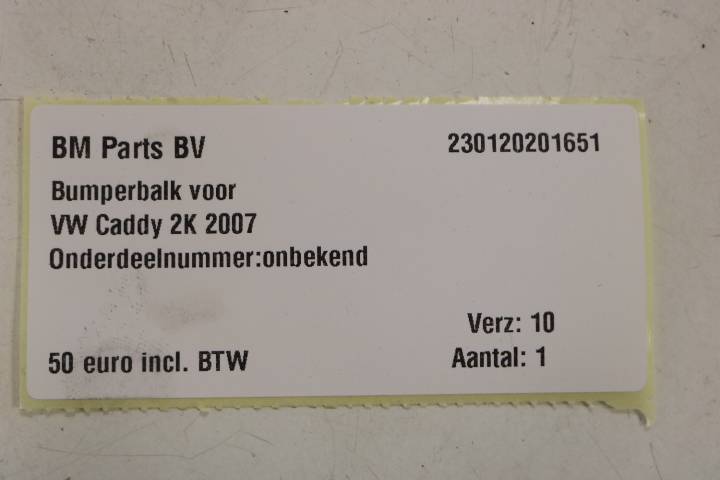 BM Parts BV 230120201651
Bumperbalk voor
VW Caddy 2K 2007
Onderdeelnummer:onbekend
Verz: 10
50 euro incl. BTW Aantal: 1